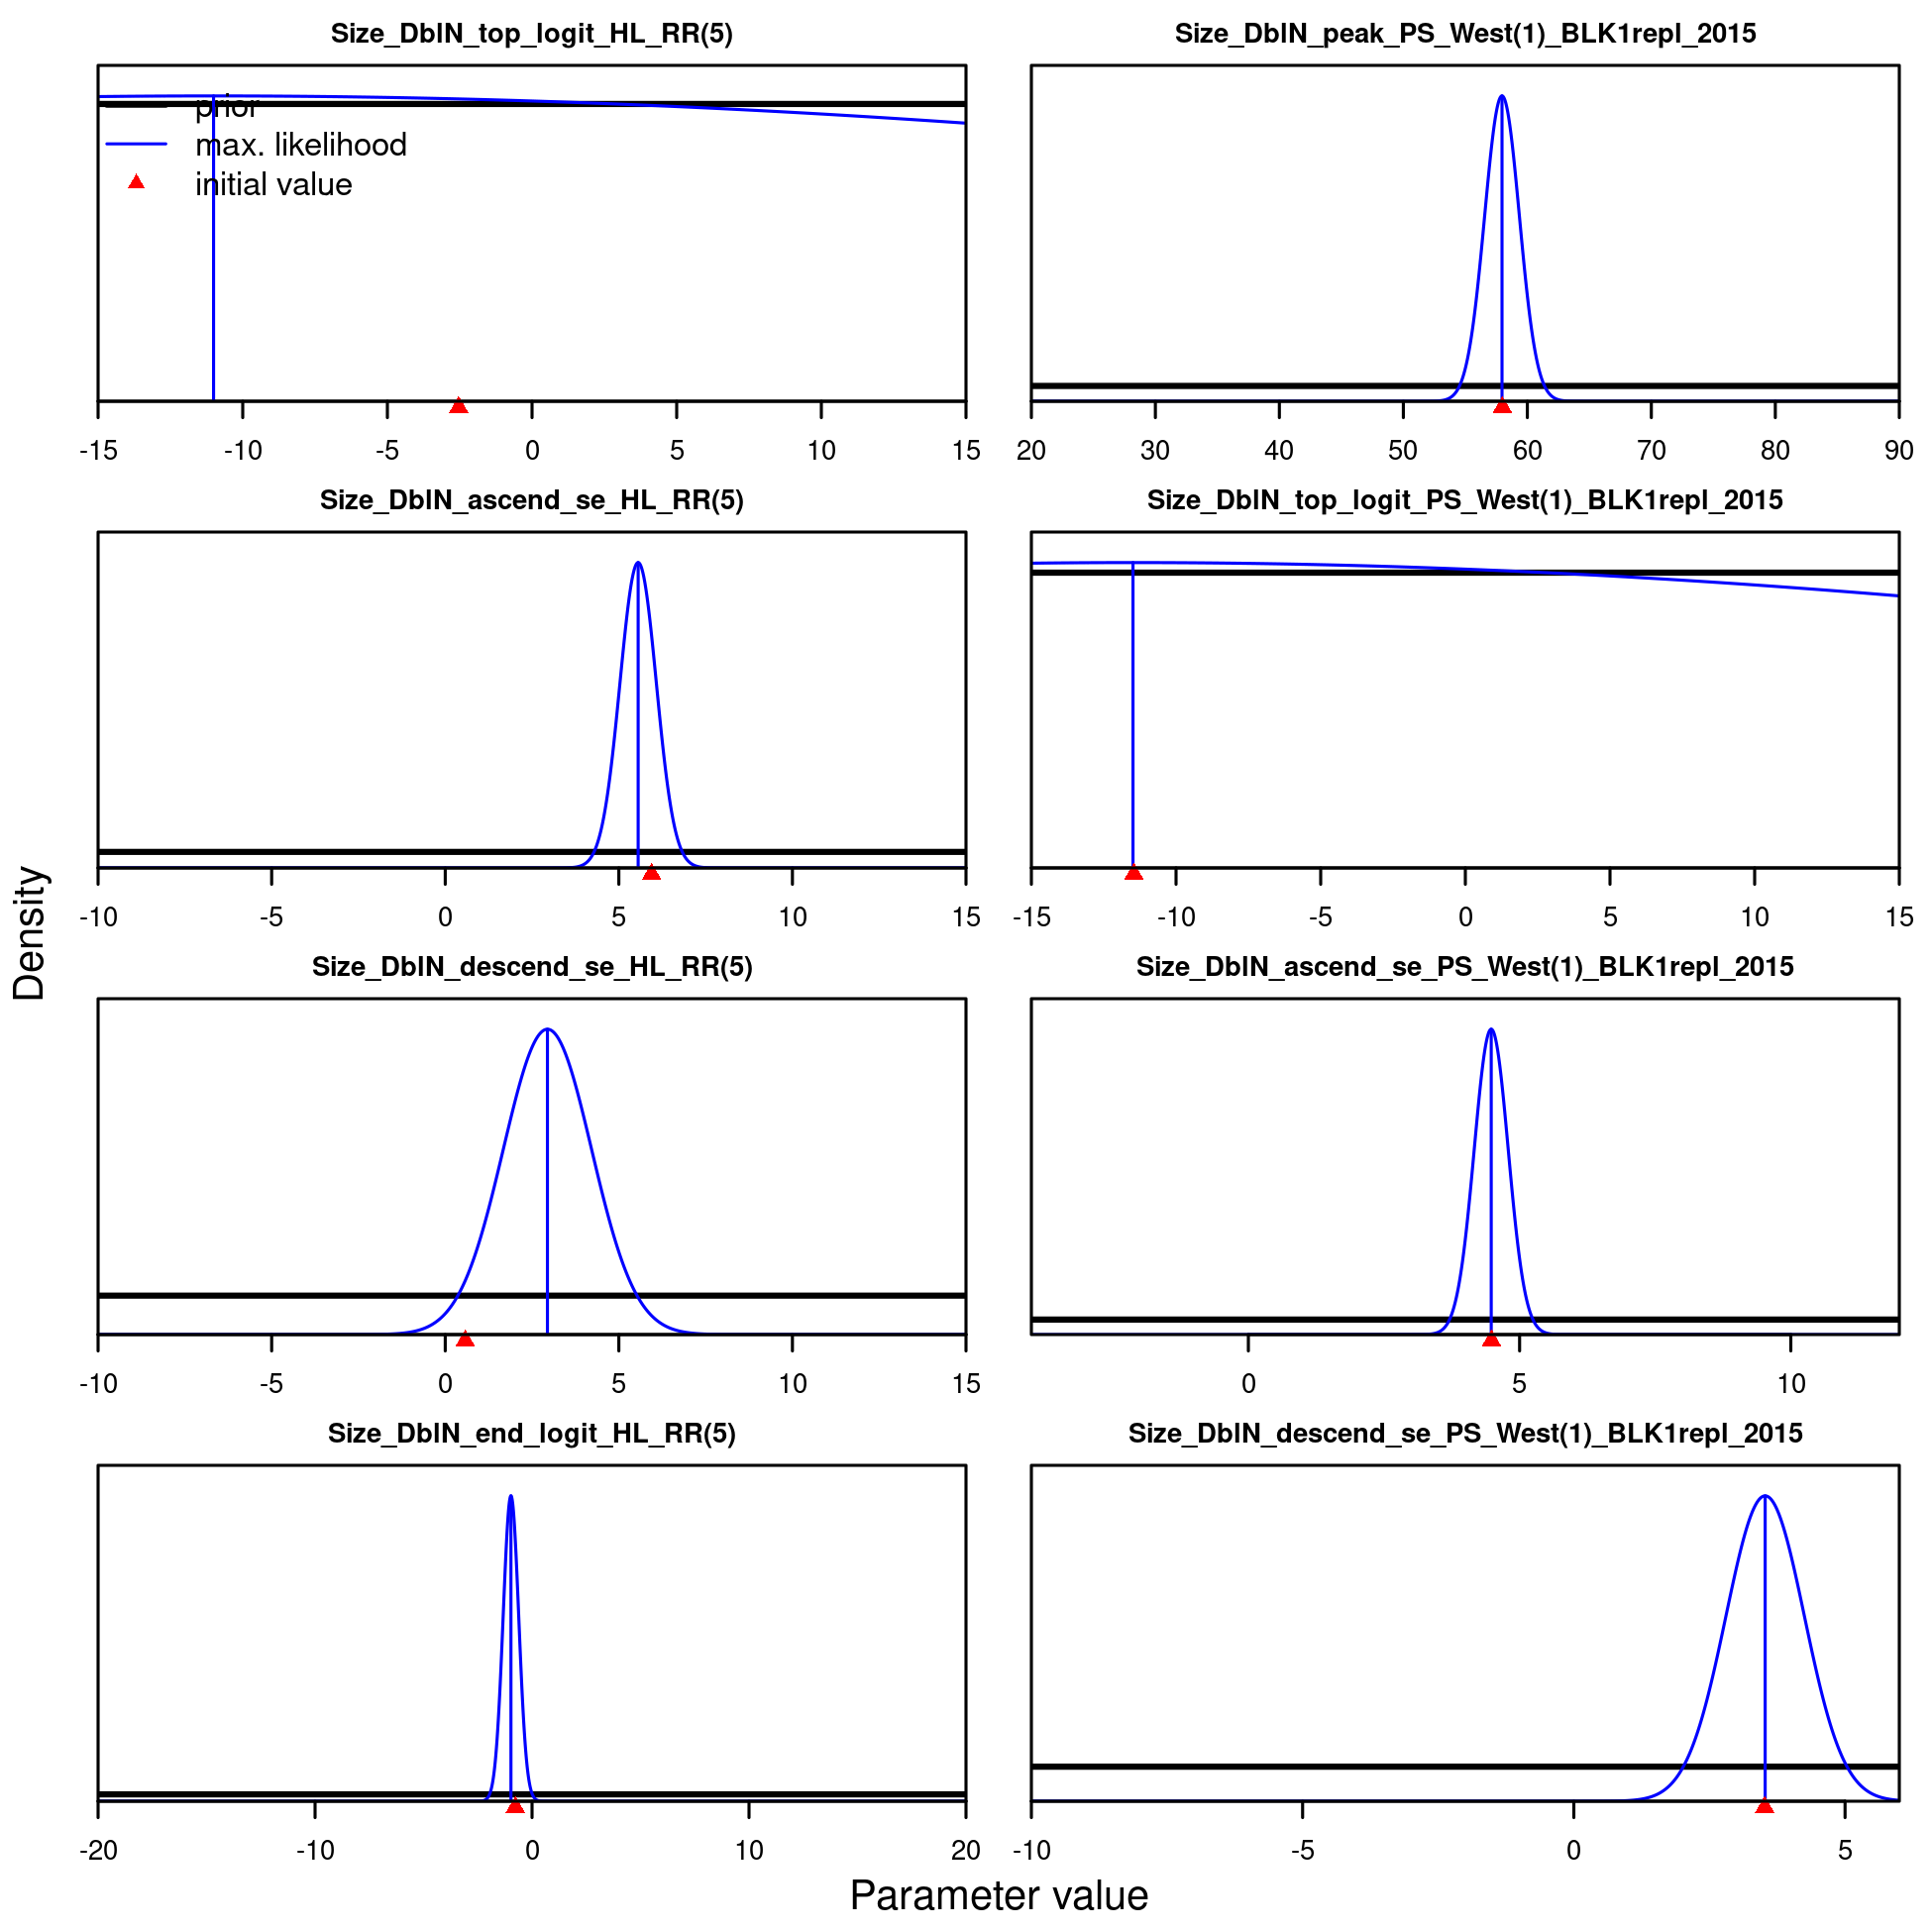 Size_DblN_top_logit_HL_RR(5)
prior
max. likelihood
initial value
-15 -10 -5 0 5 10 15
Size_DblN_peak_PS_West(1)_BLK1repl_2015
20 30 40 50 60 70 80 90
Size_DblN_ascend_se_HL_RR(5)
-10 -5 0 5 10 15
Size_DblN_top_logit_PS_West(1)_BLK1repl_2015
-15 -10 -5 0 5 10 15
Size_DblN_descend_se_HL_RR(5)
-10 -5 0 5 10 15
Size_DblN_ascend_se_PS_West(1)_BLK1repl_2015
0 5 10
Size_DblN_end_logit_HL_RR(5)
-20 -10 0 10 20
Size_DblN_descend_se_PS_West(1)_BLK1repl_2015
-10 -5 0 5
Density
Parameter value